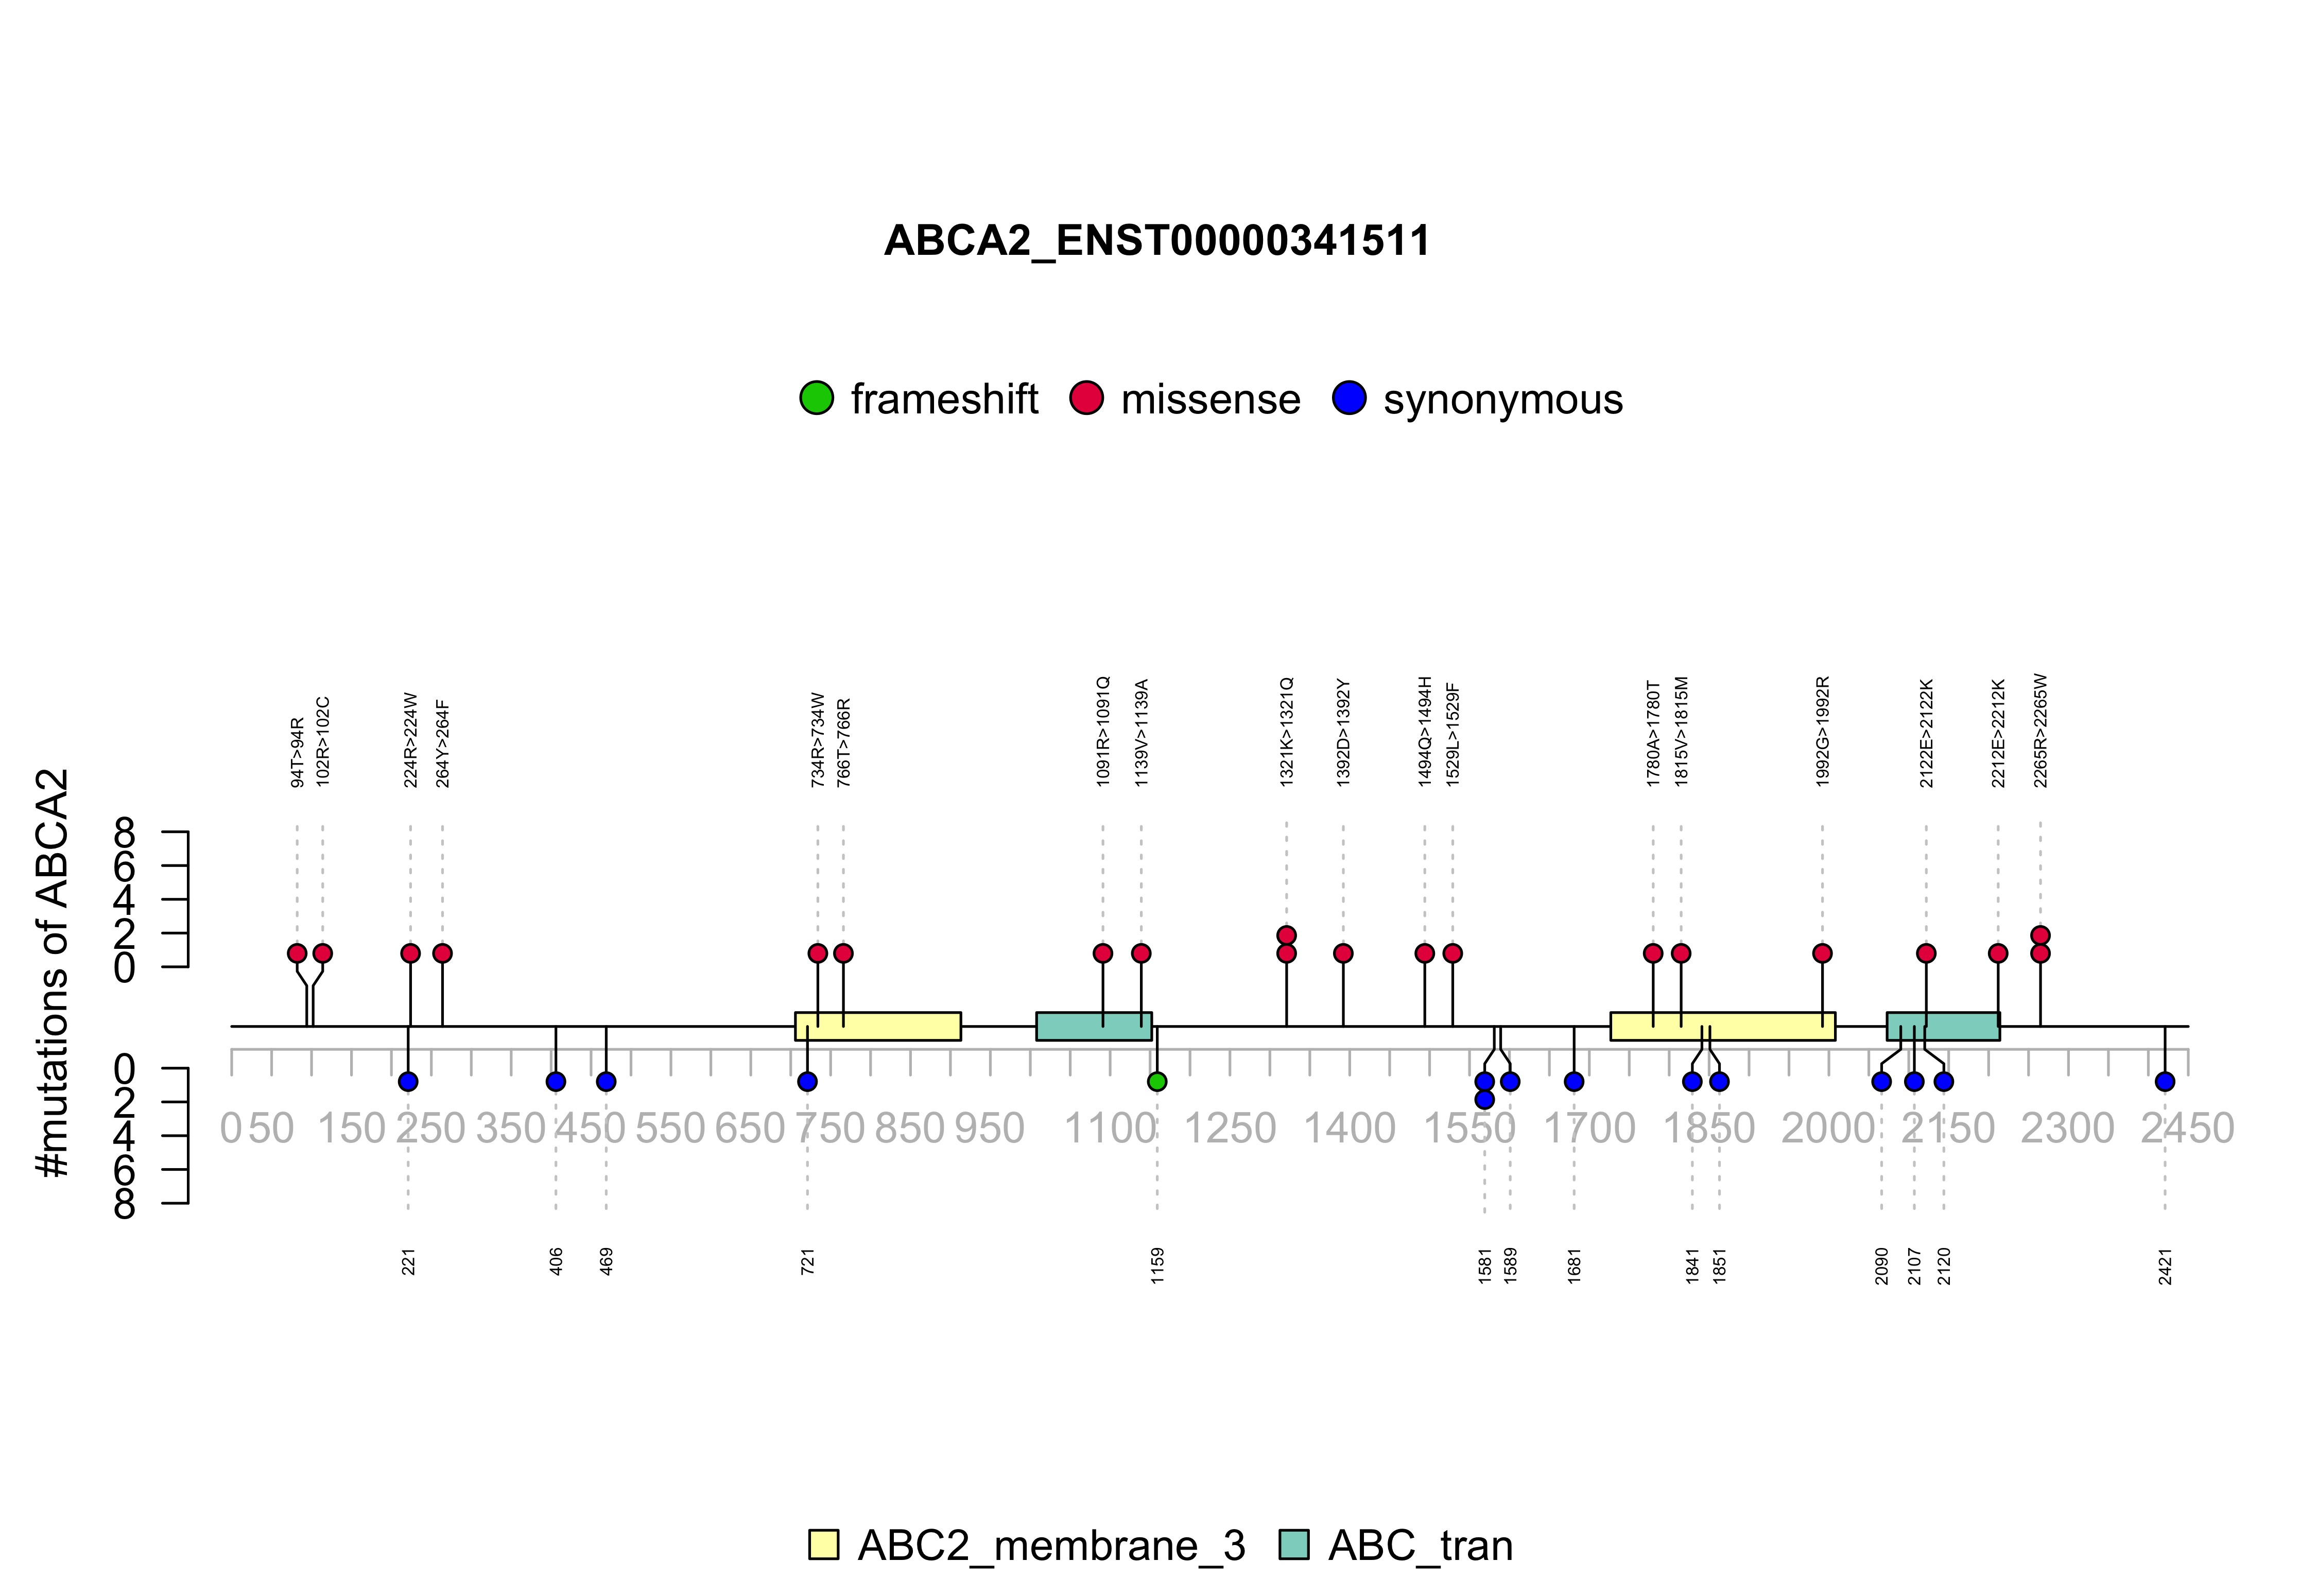 ABCA2_ENST00000341511
frameshift missense synonymous
94T>94R
102R>102C
224R>224W
264Y>264F
734R>734W
766T>766R
1091R>1091Q
1139V>1139A
1321K>1321Q
1392D>1392Y
1494Q>1494H
1529L>1529F
1780A>1780T
1815V>1815M
1992G>1992R
2122E>2122K
2212E>2212K
2265R>2265W
#mutations of ABCA2
8
6
4
2
0
0
2
4
6
8
0 50 150 250 350 450 550 650 750 850 950 1100 1250 1400 1550 1700 1850 2000 2150 2300 2450
221
406
469
721
1159
1581
1589
1681
1841
1851
2090
2107
2120
2421
ABC2_membrane_3 ABC_tran